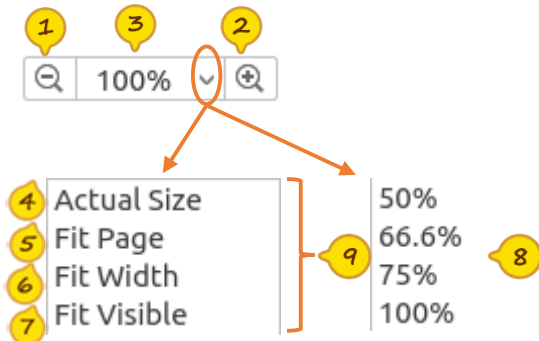 1 3 2
100%
4 Actual Size
5 Fit Page
6 Fit Width
7 Fit Visible
9
50%
66.6%
75%
100%
8